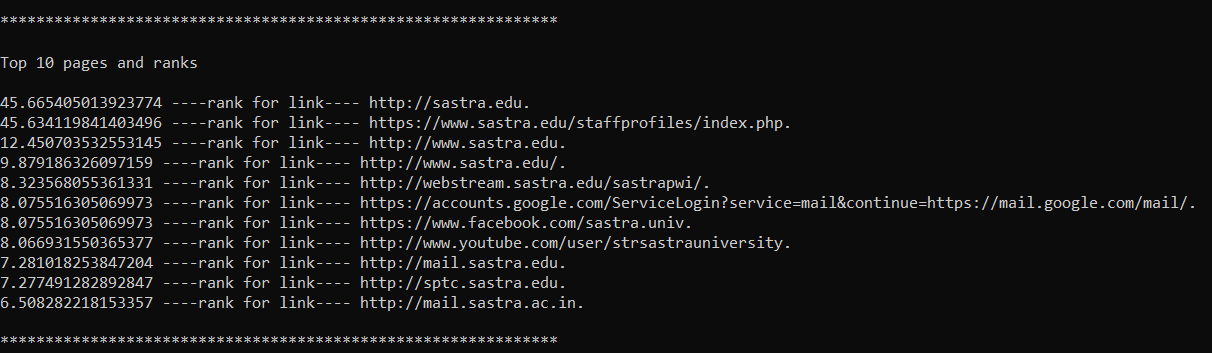 **************************************************************
Top 10 pages and ranks
45.665405013923774 ----rank for link---- http://sastra.edu.
45.634119841403496 ----rank for link---- https://www.sastra.edu/staffprofiles/index.php.
12.450703532553145 ----rank for link---- http://www.sastra.edu.
9.879186326097159 ----rank for link---- http://www.sastra.edu/.
8.323568055361331 ----rank for link---- http://webstream.sastra.edu/sastrapwi/.
8.075516305069973 ----rank for link---- https://accounts.google.com/ServiceLogin?service=mail&continue=https://mail.google.com/mail/.
8.075516305069973 ----rank for link---- https://www.facebook.com/sastra.univ.
8.066931550365377 ----rank for link---- http://www.youtube.com/user/strsastrauniversity.
7.281018253847204 ----rank for link---- http://mail.sastra.edu.
7.277491282892847 ----rank for link---- http://sptc.sastra.edu.
6.508282218153357 ----rank for link---- http://mail.sastra.ac.in.
**************************************************************